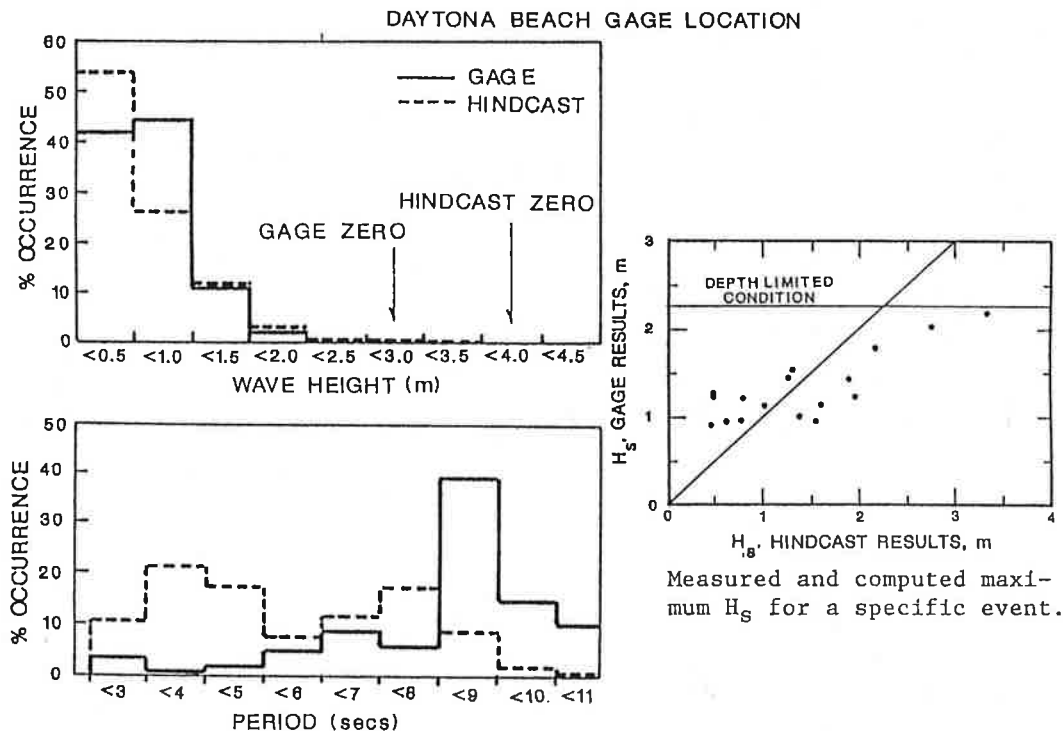 DAYTONA BEACH GAGE LOCATION
60
50
40
30
20
10
0
% OCCURRENCE
GAGE
HINDCAST
GAGE ZERO
HINDCAST ZERO
<0.5 <1.0 <1.5 <2.0 <2.5 <3.0 <3.5 <4.0 <4.5
WAVE HEIGHT (m)
50
40
30
20
10
0
% OCCURRENCE
<3 <4 <5 <6 <7 <8 <9 <10. <11
PERIOD (secs)
3
2
1
0
HS, GAGE RESULTS, m
DEPTH LIMITED
CONDITION
0 1 2 3 4
H,s, HINDCAST RESULTS, m
Measured and computed maxi-
mum HS for a specific event.